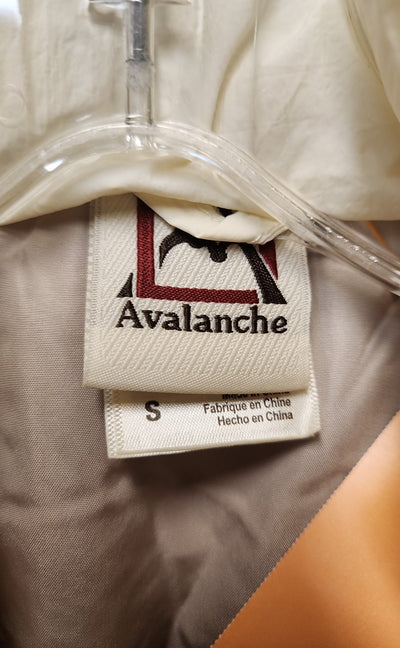 Avalanche
S
Fabrique en Chine
Hecho en China